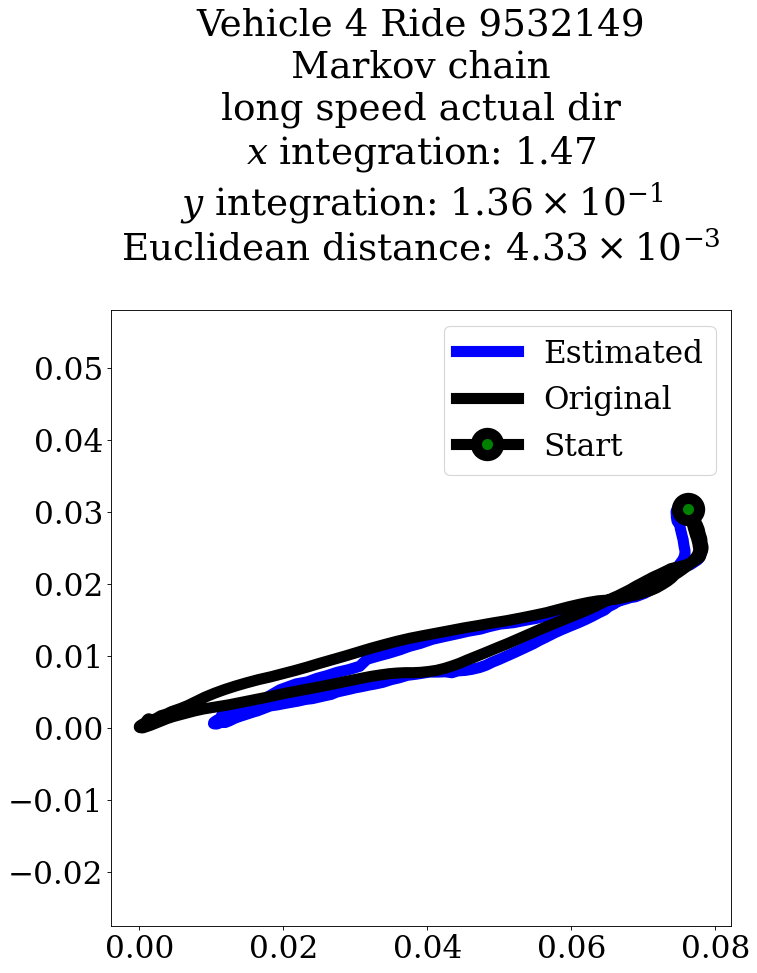 Vehicle 4 Ride 9532149
Markov chain
long speed actual dir
x integration: 1.47
y integration: 1.36 × 10⁻¹
Euclidean distance: 4.33 × 10⁻³
Estimated
Original
Start
0.05
0.04
0.03
0.02
0.01
0.00
−0.01
−0.02
0.00 0.02 0.04 0.06 0.08